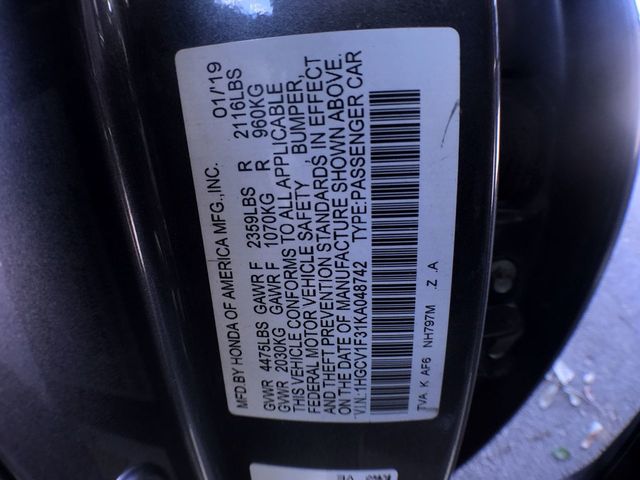 MFD BY HONDA OF AMERICA MFG.,INC. 01/'19
GVWR 4475LBS GAWR F 2359LBS R 2116LBS
GVWR 2030KG GAWR F 1070KG R 960KG
THIS VEHICLE CONFORMS TO ALL APPLICABLE
FEDERAL MOTOR VEHICLE SAFETY, BUMPER,
AND THEFT PREVENTION STANDARDS IN EFFECT
ON THE DATE OF MANUFACTURE SHOWN ABOVE.
V.I.N.:1HGCV1F31KA048742 TYPE:PASSENGER CAR
TVA K AF6 NH797M .Z .A